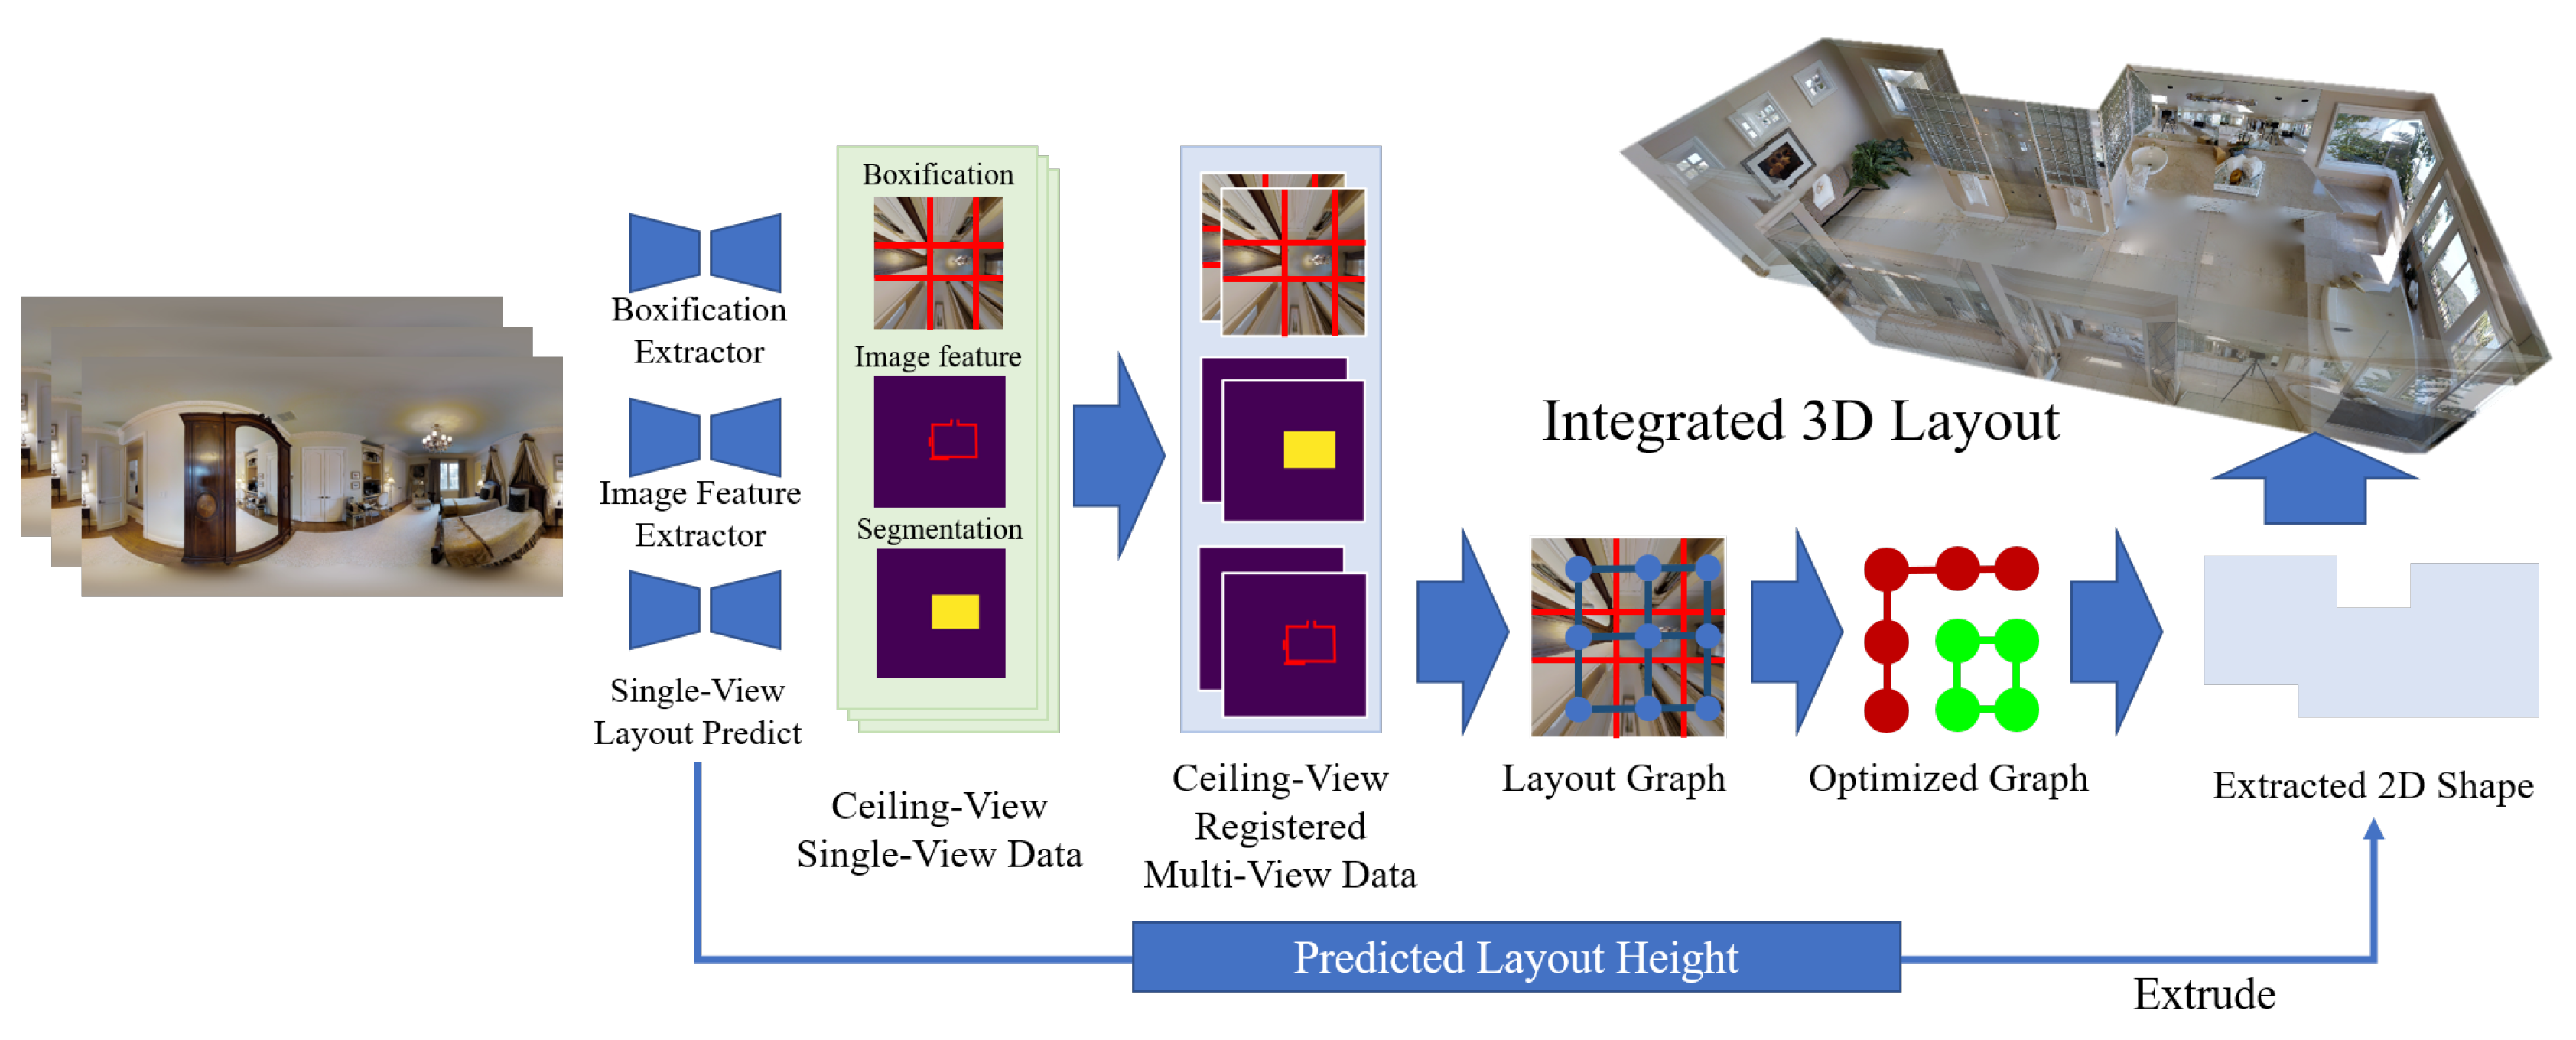 Boxification
Extractor
Image Feature
Extractor
Single-View
Layout Predict
Boxification
Image feature
Segmentation
Ceiling-View
Single-View Data
Ceiling-View
Registered
Multi-View Data
Layout Graph
Optimized Graph
Extracted 2D Shape
Integrated 3D Layout
Predicted Layout Height
Extrude